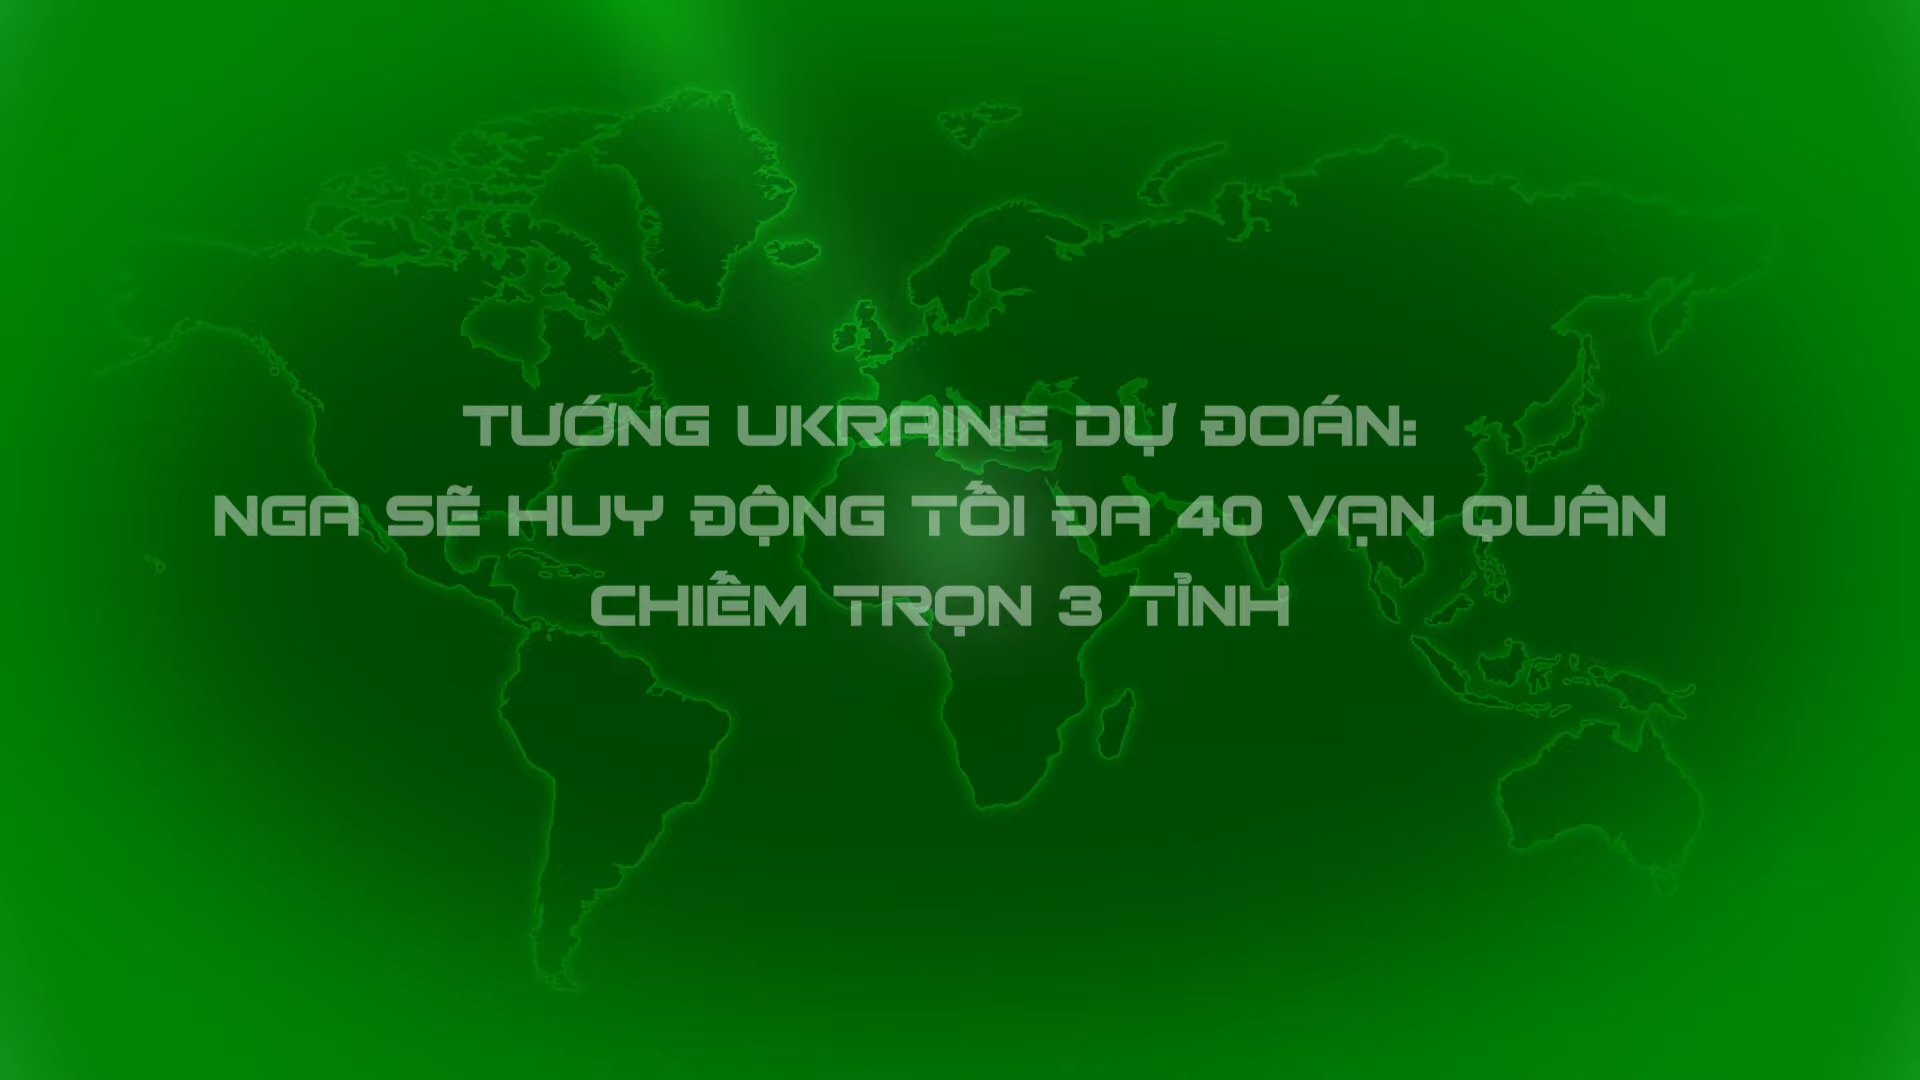 TƯỚNG UKRAINE DỰ ĐOÁN:
NGA SẼ HUY ĐỘNG TỐI ĐA 40 VẠN QUÂN
CHIẾM TRỌN 3 TỈNH